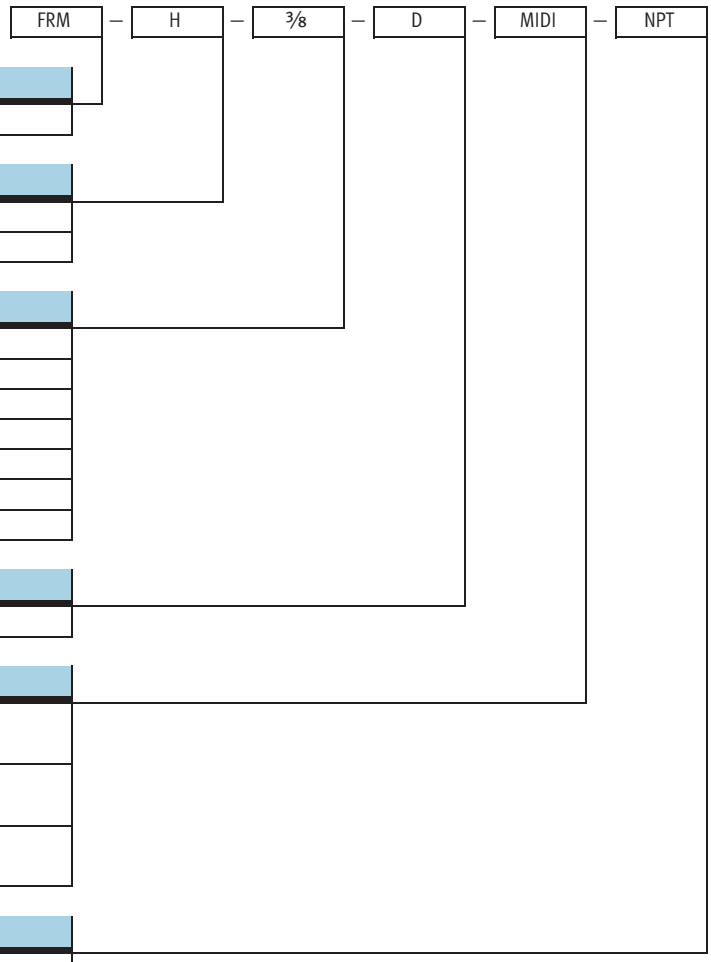 FRM – H – ⅜ – D – MIDI – NPT